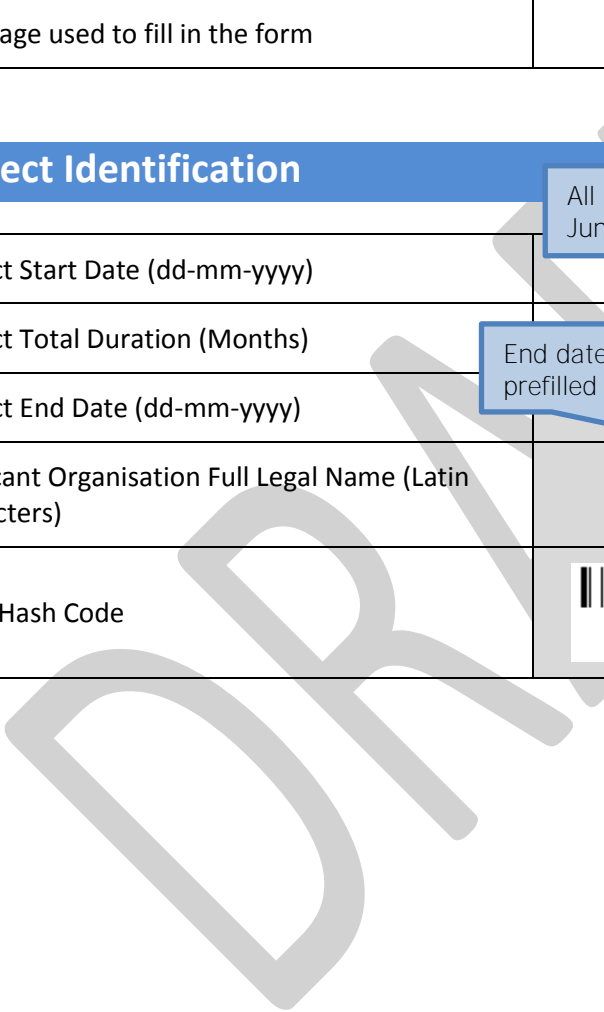 age used to fill in the form
ect Identification
All
Jun
ct Start Date (dd-mm-yyyy)
ct Total Duration (Months)
End date
prefilled
ct End Date (dd-mm-yyyy)
cant Organisation Full Legal Name (Latin
cters)
Hash Code
DRA